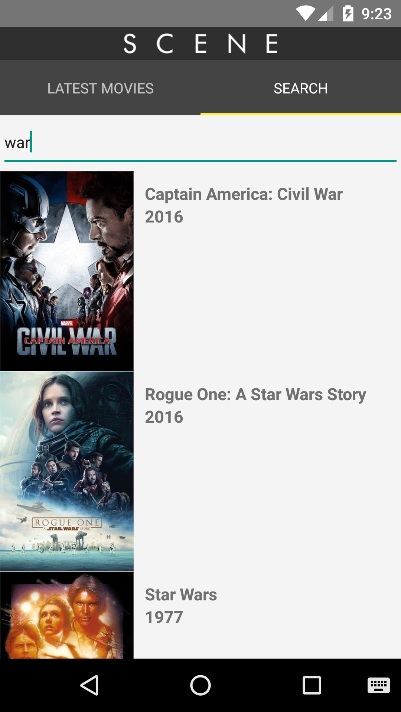 9:23
SCENE
LATEST MOVIES
SEARCH
war
MARVEL
CIVIL WAR
CAPTAIN AMERICA
Captain America: Civil War
2016
ROGUE ONE
A STAR WARS STORY
Rogue One: A Star Wars Story
2016
Star Wars
1977